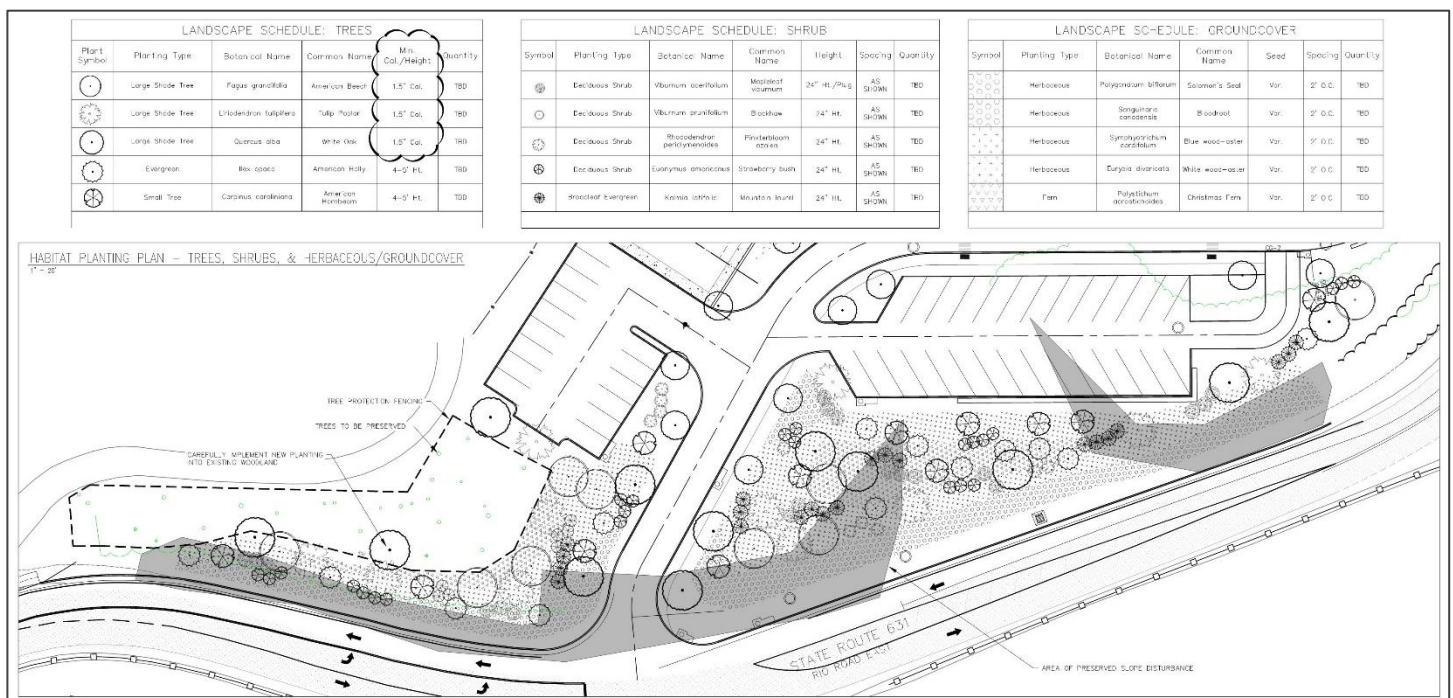 LANDSCAPE SCHEDULE: TREES
Plant Symbol Planting Type Botanical Name Common Name Min. Cal./Height Quantity
Large Shade Tree Fagus grandifolia American Beech 1.5" Cal. TBD
Large Shade Tree Liriodendron tulipifera Tulip Poplar 1.5" Cal. TBD
Large Shade Tree Quercus alba White Oak 1.5" Cal. TBD
Evergreen Ilex opaca American Holly 4-5' Ht. TBD
Small Tree Carpinus caroliniana American Hornbeam 4-5' Ht. TBD
LANDSCAPE SCHEDULE: SHRUB
Symbol Planting Type Botanical Name Common Name Height Spacing Quantity
Deciduous Shrub Viburnum acerifolium Mapleleaf viburnum 24" Ht./Plug AS SHOWN TBD
Deciduous Shrub Viburnum prunifolium Blackhaw 24" Ht. AS SHOWN TBD
Deciduous Shrub Rhododendron periclymenoides Pinxterbloom azalea 24" Ht. AS SHOWN TBD
Deciduous Shrub Euonymus americanus Strawberry bush 24" Ht. AS SHOWN TBD
Broadleaf Evergreen Kalmia latifolia Mountain laurel 24" Ht. AS SHOWN TBD
LANDSCAPE SCHEDULE: GROUNDCOVER
Symbol Planting Type Botanical Name Common Name Seed Spacing Quantity
Herbaceous Polygonatum biflorum Solomon's Seal Var. 2' O.C. TBD
Herbaceous Sanguinaria canadensis Bloodroot Var. 2' O.C. TBD
Herbaceous Symphyotrichum cordifolium Blue wood-aster Var. 2' O.C. TBD
Herbaceous Eurybia divaricata White wood-aster Var. 2' O.C. TBD
Fern Polystichum acrostichoides Christmas Fern Var. 2' O.C. TBD
HABITAT PLANTING PLAN - TREES, SHRUBS, & HERBACEOUS/GROUNDCOVER
1" = 20'
CG-2
TREE PROTECTION FENCING
TREES TO BE PRESERVED
CAREFULLY IMPLEMENT NEW PLANTING
INTO EXISTING WOODLAND
STATE ROUTE 631
RIO ROAD EAST
AREA OF PRESERVED SLOPE DISTURBANCE